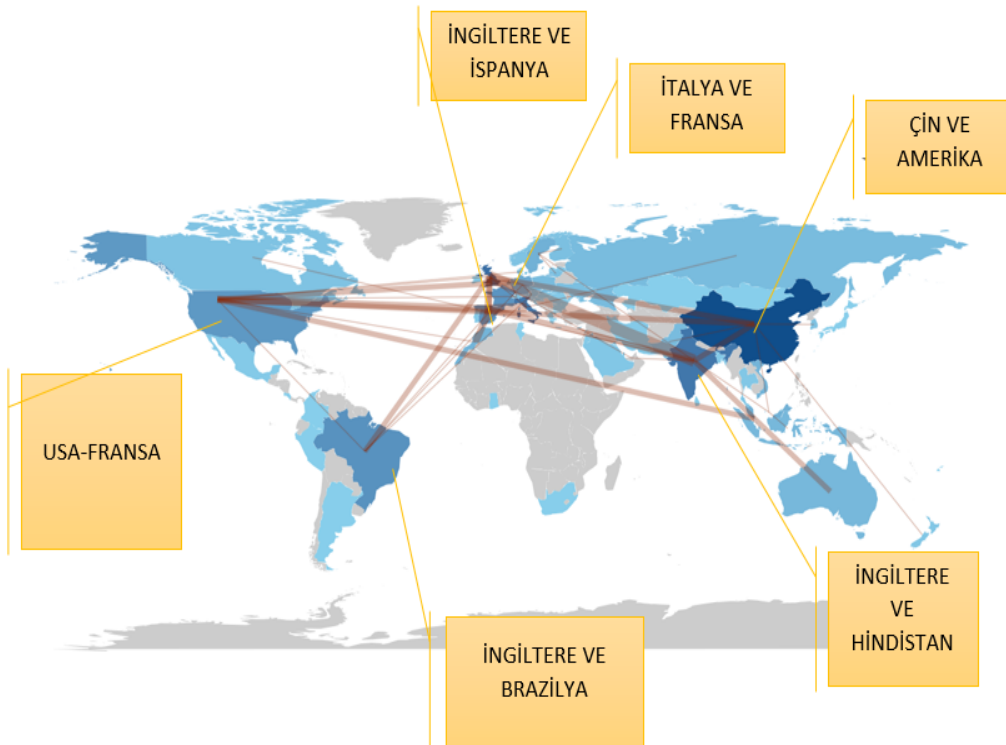 İNGİLTERE VE
İSPANYA
İTALYA VE
FRANSA
ÇİN VE
AMERİKA
USA-FRANSA
İNGİLTERE
VE
HİNDİSTAN
İNGİLTERE VE
BRAZİLYA